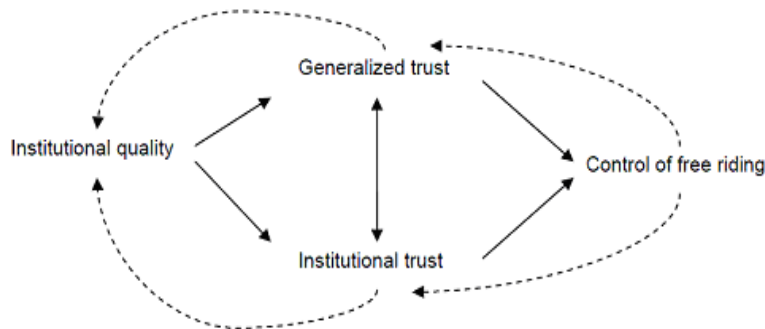 Generalized trust
Institutional quality
Control of free riding
Institutional trust